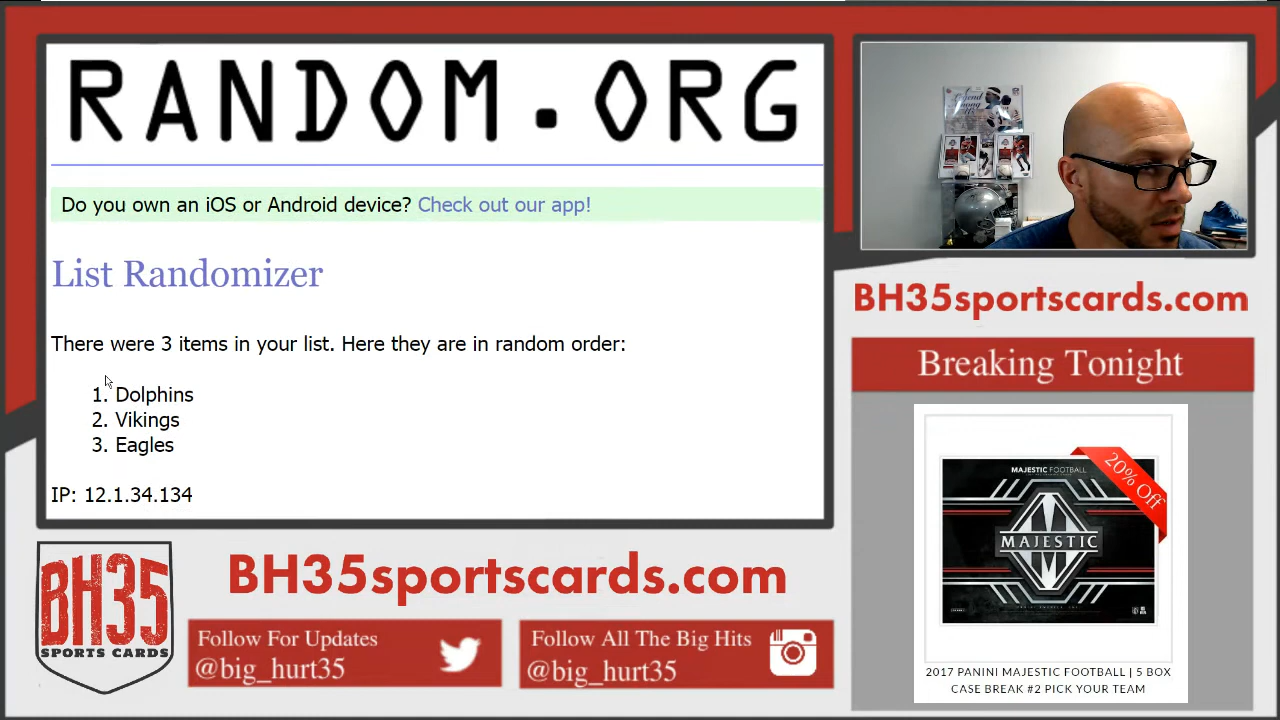 RANDOM.ORG
Do you own an iOS or Android device? Check out our app!
List Randomizer
There were 3 items in your list. Here they are in random order:
1. Dolphins
2. Vikings
3. Eagles
IP: 12.1.34.134
BH35sportscards.com
Breaking Tonight
20% Off
MAJESTIC FOOTBALL
MAJESTIC
2017 PANINI MAJESTIC FOOTBALL | 5 BOX
CASE BREAK #2 PICK YOUR TEAM
BH35
SPORTS CARDS
BH35sportscards.com
Follow For Updates
@big_hurt35
Follow All The Big Hits
@big_hurt35